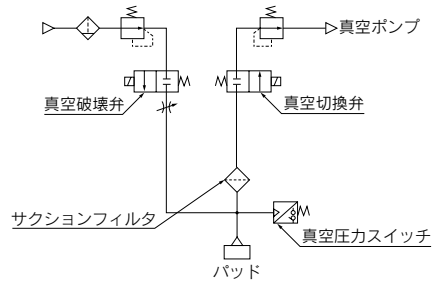 真空ポンプ
真空破壊弁
真空切換弁
サクションフィルタ
真空圧力スイッチ
パッド